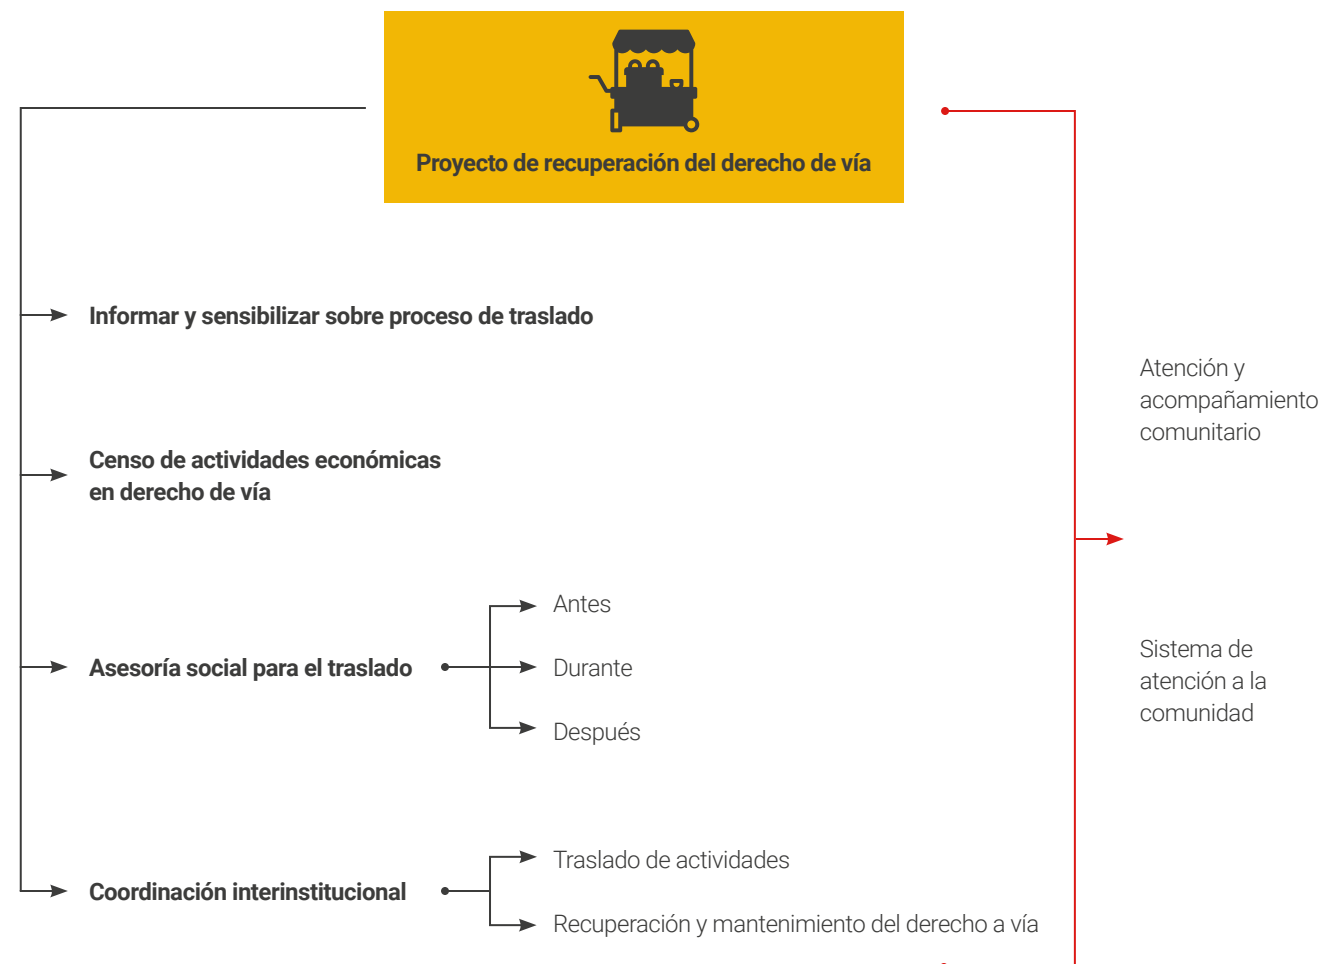 Proyecto de recuperación del derecho de vía
Informar y sensibilizar sobre proceso de traslado
Censo de actividades económicas
en derecho de vía
Asesoría social para el traslado
Antes
Durante
Después
Coordinación interinstitucional
Traslado de actividades
Recuperación y mantenimiento del derecho a vía
Atención y
acompañamiento
comunitario
Sistema de
atención a la
comunidad